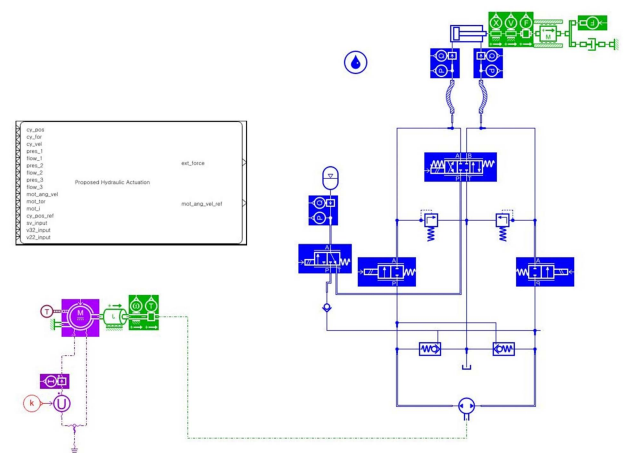 X V F
M
F
Q Q
P P
A B
P T
cy_pos
cy_for
cy_vel
pres_1
flow_1
pres_2
flow_2
pres_3
flow_3
mot_ang_vel
mot_tor
mot_i
cy_pos_ref
sv_input
v32_input
v22_input
Proposed Hydraulic Actuation
ext_force
mot_ang_vel_ref
Q
P
A
P T
A
P
A
P
T
M
L
ω T
I
k
U